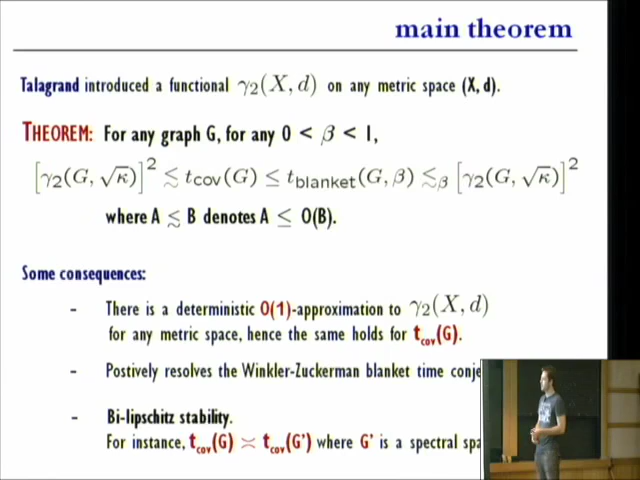 main theorem
Talagrand introduced a functional γ₂(X, d) on any metric space (X, d).
THEOREM: For any graph G, for any 0 < β < 1,
[γ₂(G, √κ)]² ≲ t_cov(G) ≤ t_blanket(G, β) ≲_β [γ₂(G, √κ)]²
where A ≲ B denotes A ≤ O(B).
Some consequences:
- There is a deterministic O(1)-approximation to γ₂(X, d)
for any metric space, hence the same holds for t_cov(G).
- Postively resolves the Winkler-Zuckerman blanket time conje
- Bi-lipschitz stability.
For instance, t_cov(G) ≍ t_cov(G') where G' is a spectral spa